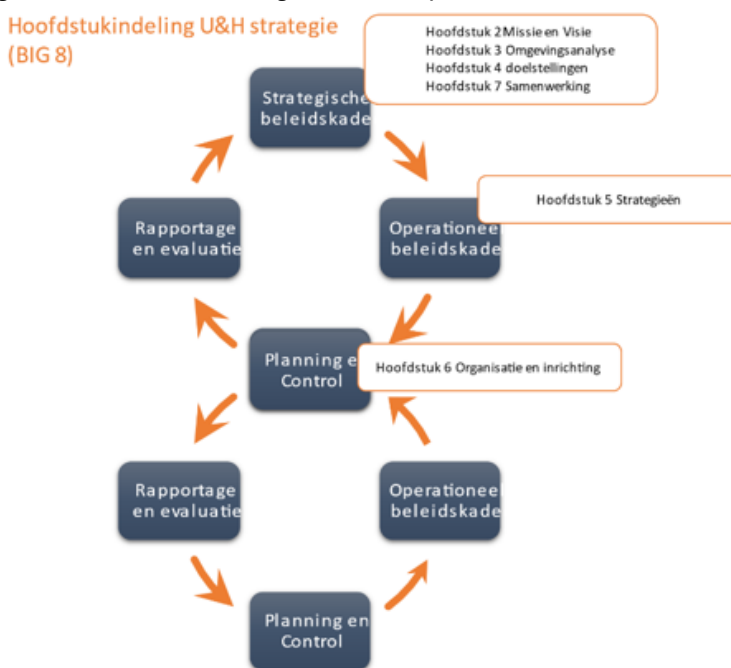 Hoofdstukindeling U&H strategie
(BIG 8)
Hoofdstuk 2Missie en Visie
Hoofdstuk 3 Omgevingsanalyse
Hoofdstuk 4 doelstellingen
Hoofdstuk 7 Samenwerking
Strategische
beleidskade
Hoofdstuk 5 Strategieën
Rapportage
en evaluatie
Operationee
beleidskade
Planning e
Control
Hoofdstuk 6 Organisatie en inrichting
Rapportage
en evaluatie
Operationee
beleidskade
Planning en
Control